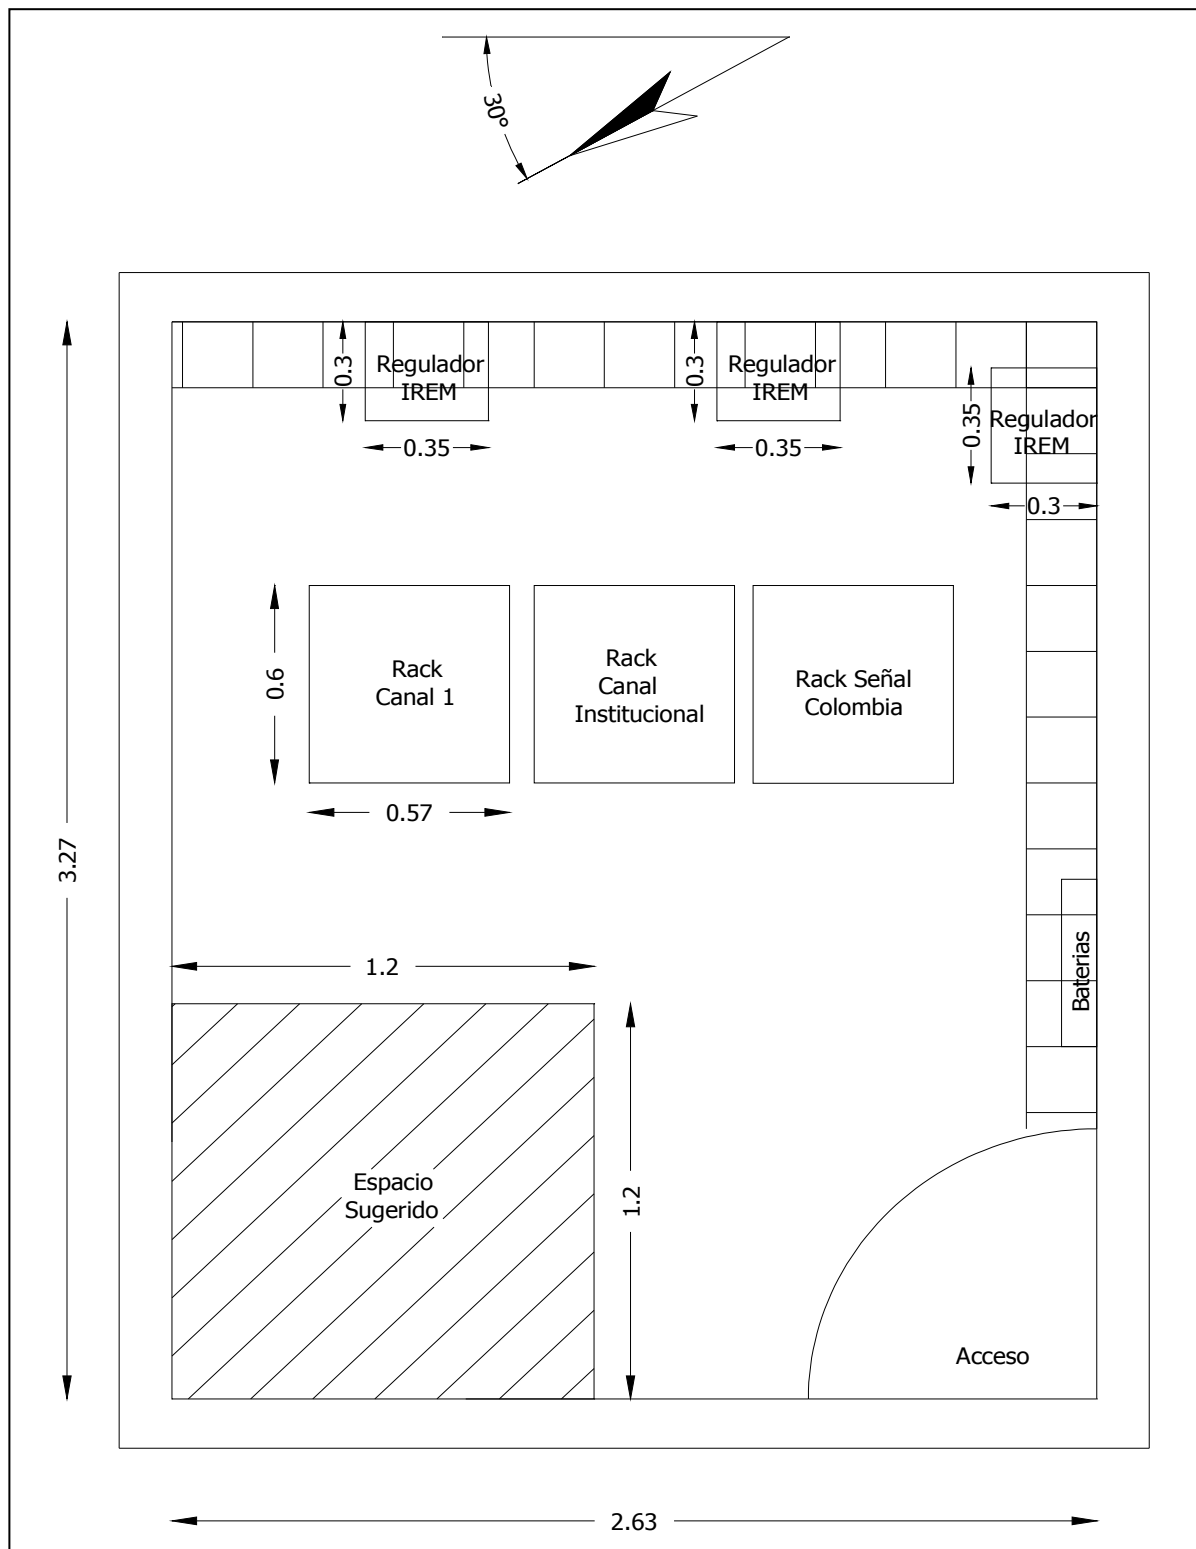 30°
0.3
Regulador
IREM
0.35
0.3
Regulador
IREM
0.35
0.35
Regulador
IREM
0.3
0.6
Rack
Canal 1
0.57
Rack
Canal
Institucional
Rack Señal
Colombia
3.27
1.2
Espacio
Sugerido
1.2
Baterias
Acceso
2.63